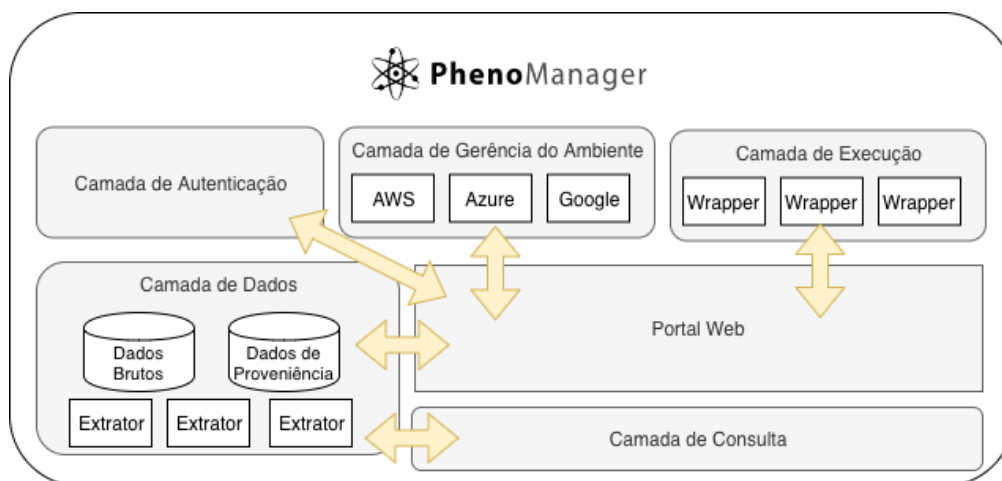 PhenoManager
Camada de Autenticação
Camada de Gerência do Ambiente
AWS
Azure
Google
Camada de Execução
Wrapper
Wrapper
Wrapper
Camada de Dados
Dados
Brutos
Dados de
Proveniência
Extrator
Extrator
Extrator
Portal Web
Camada de Consulta